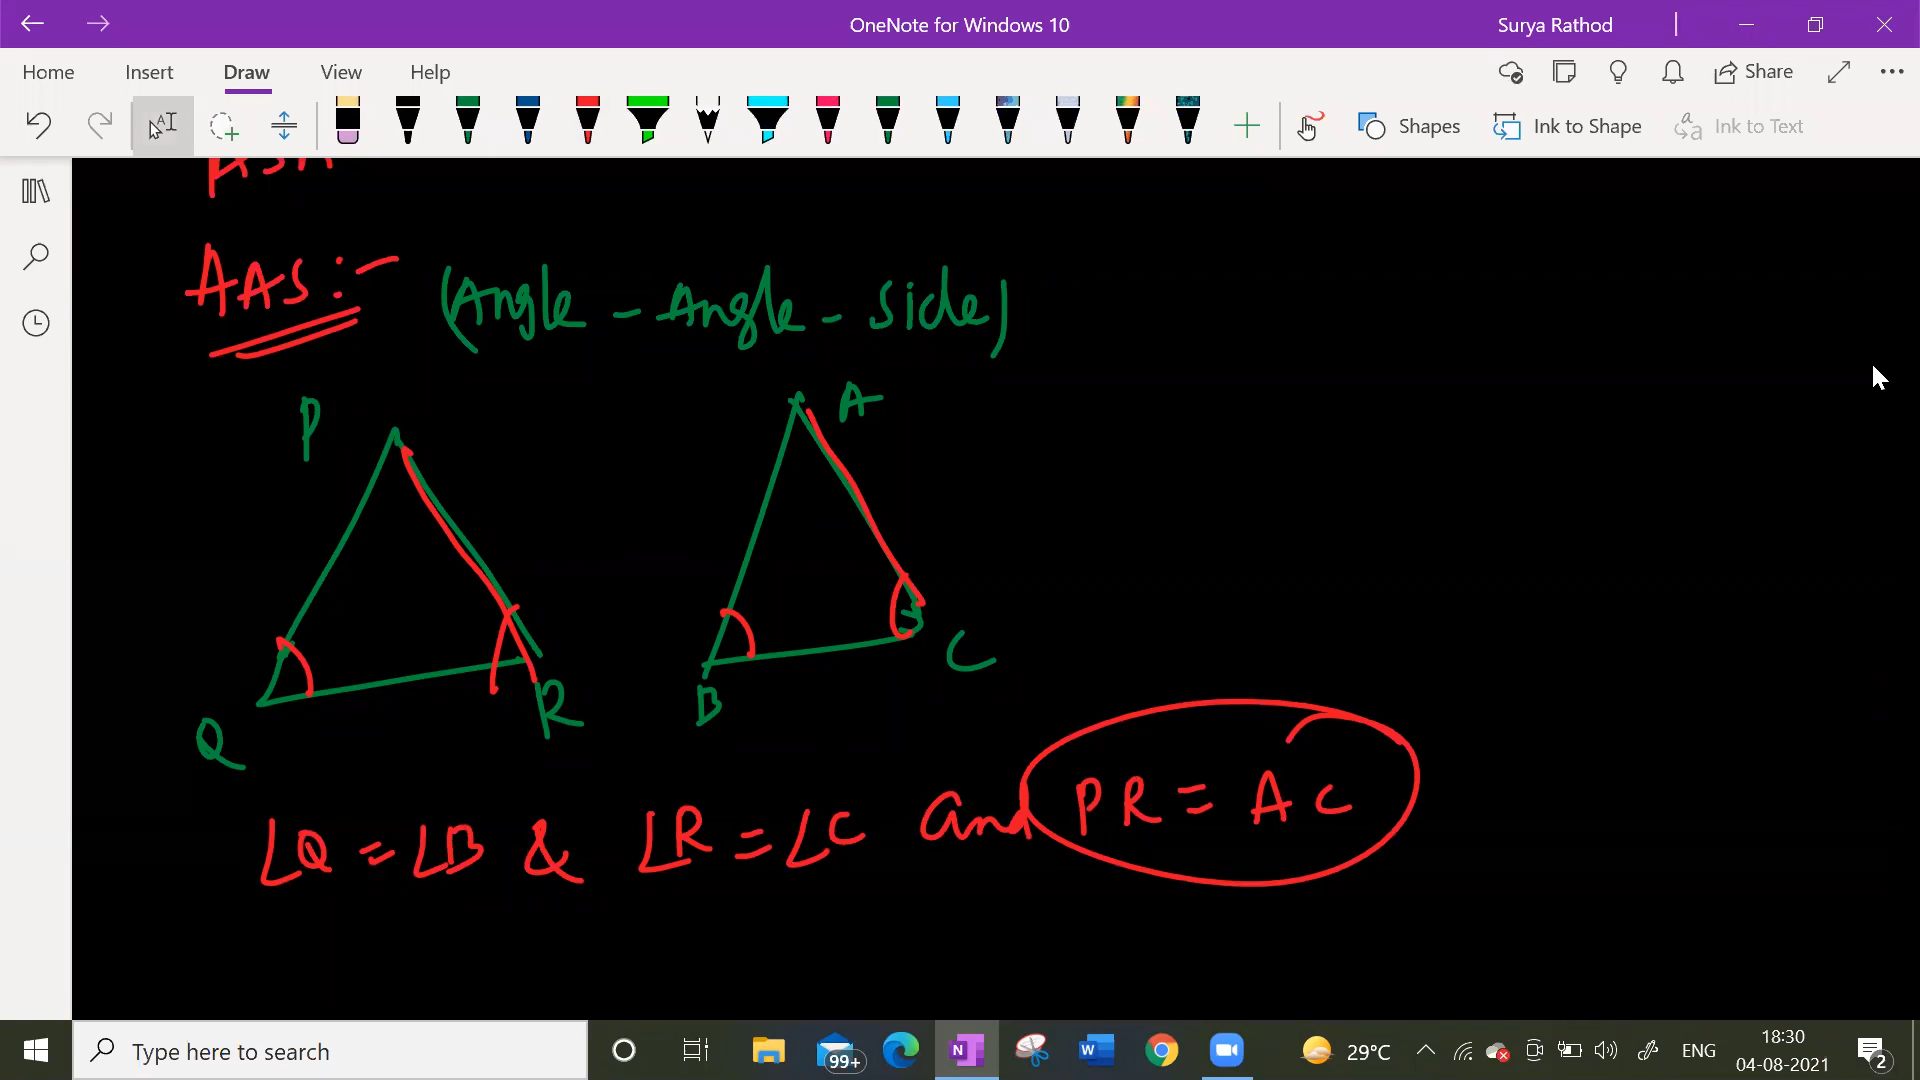 OneNote for Windows 10
Surya Rathod
Home Insert Draw View Help
Share
Shapes
Ink to Shape
Ink to Text
AAS :-
(Angle - Angle - side)
P
A
C
R
B
Q
∠Q = ∠B & ∠R = ∠C and PR = AC
Type here to search
99+
29°C
ENG
18:30
04-08-2021
2